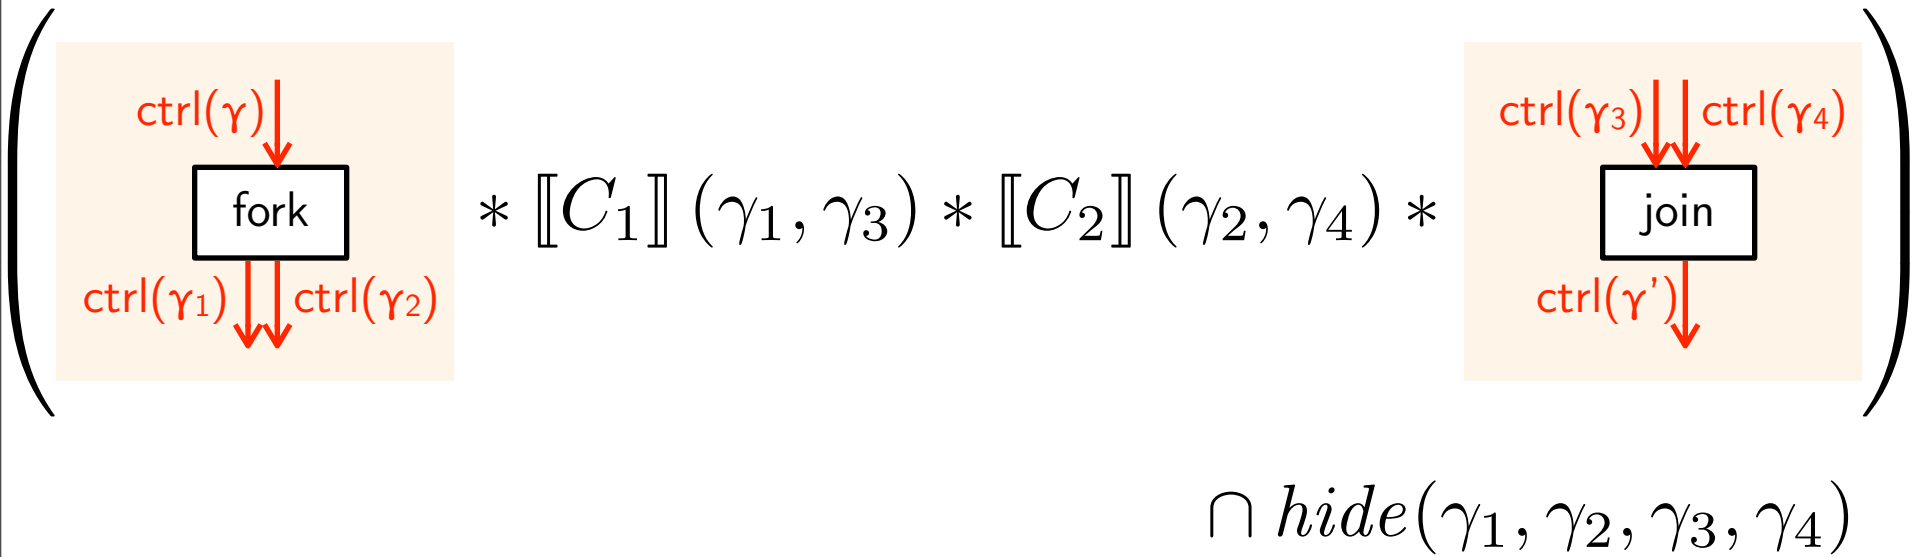 ( ctrl(γ) fork ctrl(γ1) ctrl(γ2) * ⟦C₁⟧ (γ₁, γ₃) * ⟦C₂⟧ (γ₂, γ₄) * ctrl(γ3) ctrl(γ4) join ctrl(γ') )
∩ hide(γ₁, γ₂, γ₃, γ₄)